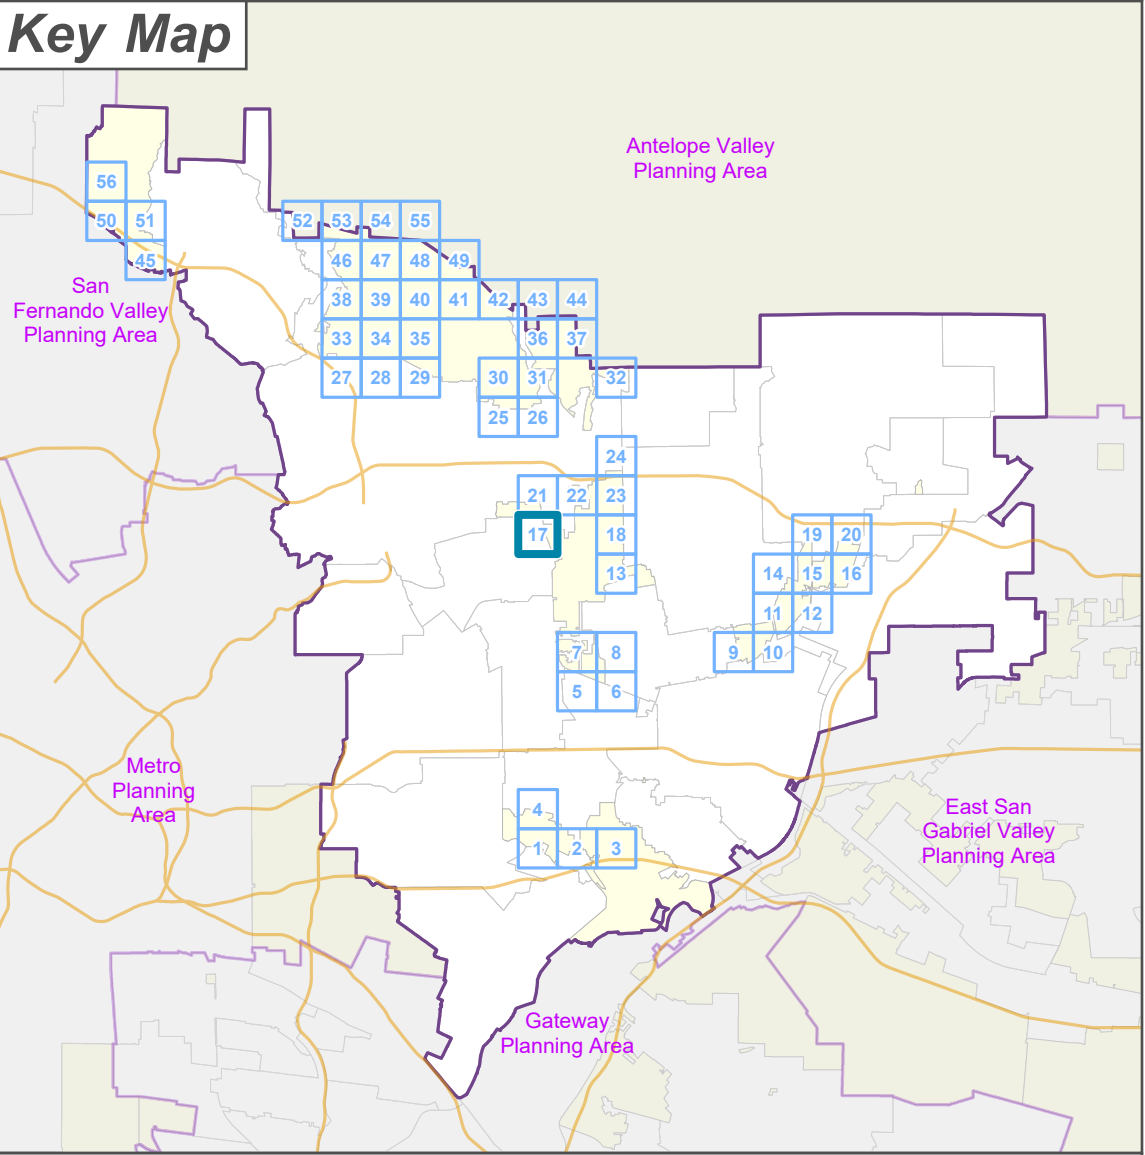 Key Map
Antelope Valley
Planning Area
56
50 51
52 53 54 55
45
46 47 48 49
San
Fernando Valley
Planning Area
38 39 40 41 42 43 44
33 34 35 36 37
27 28 29 30 31 32
25 26
24
21 22 23
17 18 19 20
13 14 15 16
11 12
7 8 9 10
5 6
Metro
Planning
Area
4
East San
Gabriel Valley
Planning Area
1 2 3
Gateway
Planning Area